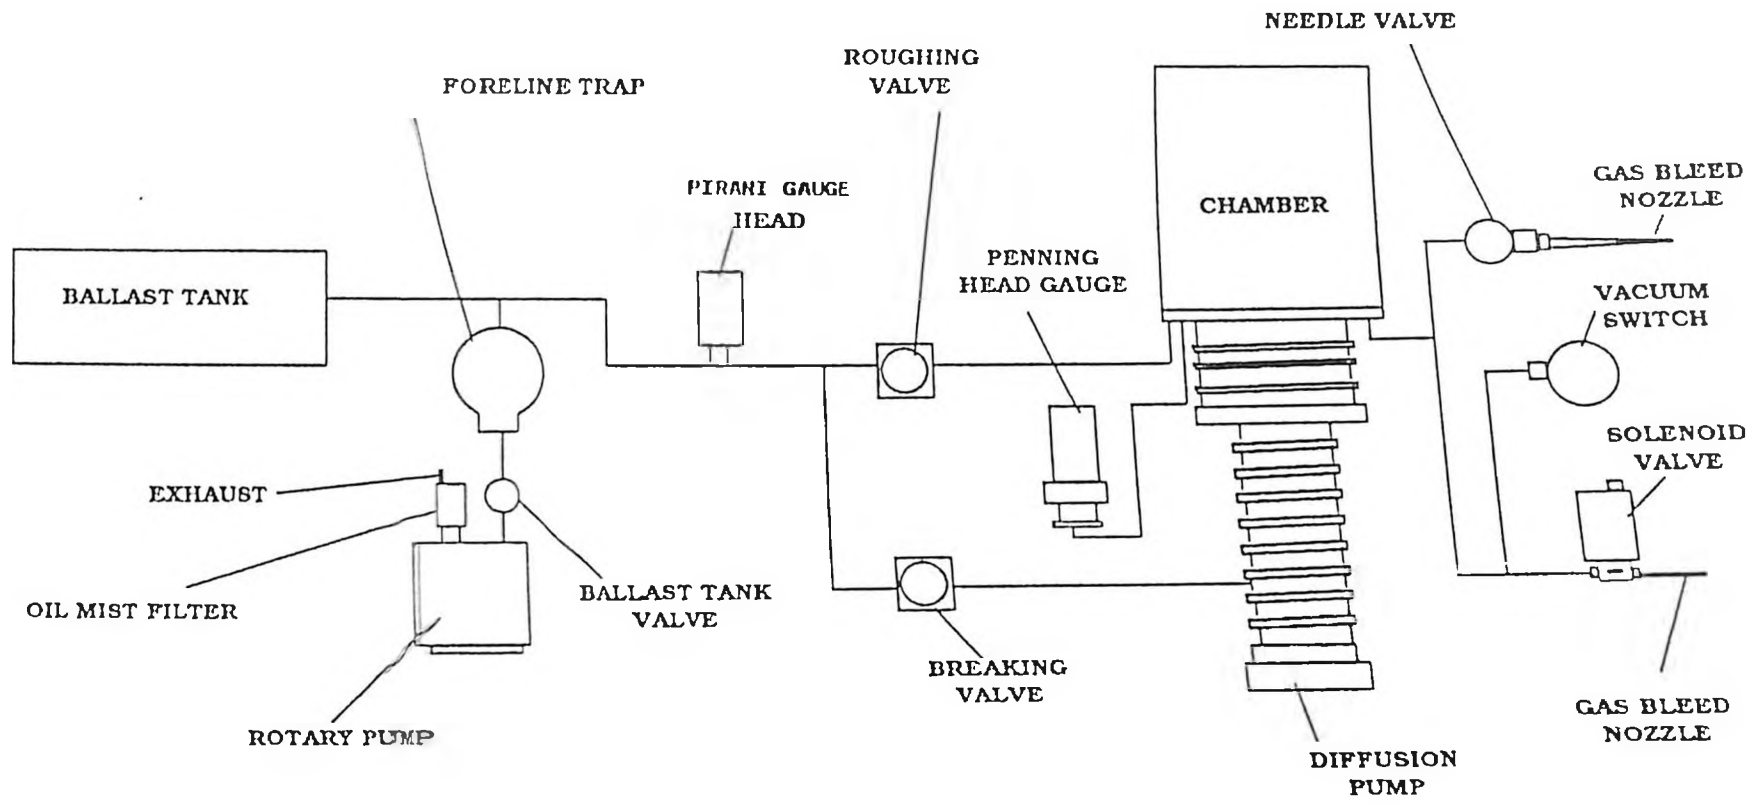 NEEDLE VALVE
ROUGHING
VALVE
FORELINE TRAP
PIRANI GAUGE
HEAD
CHAMBER
GAS BLEED
NOZZLE
PENNING
HEAD GAUGE
BALLAST TANK
VACUUM
SWITCH
SOLENOID
VALVE
EXHAUST
OIL MIST FILTER
BALLAST TANK
VALVE
BREAKING
VALVE
ROTARY PUMP
GAS BLEED
NOZZLE
DIFFUSION
PUMP